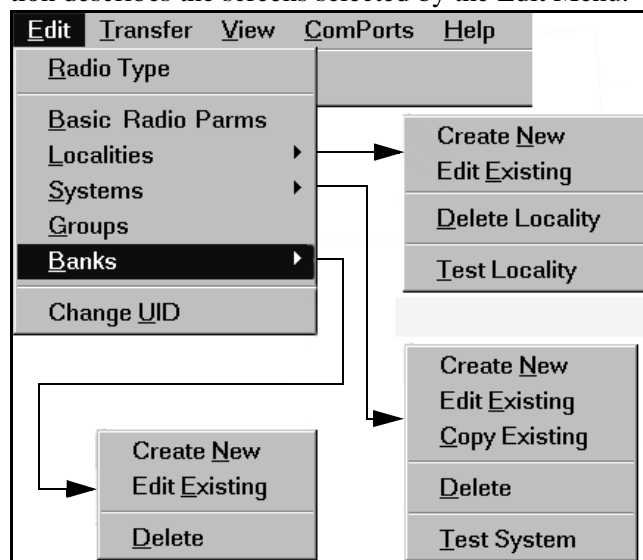 tion describes the screens selected by the Edit Menu.
Edit Transfer View ComPorts Help
Radio Type
Basic Radio Parms
Localities
Systems
Groups
Banks
Change UID
Create New
Edit Existing
Delete Locality
Test Locality
Create New
Edit Existing
Copy Existing
Delete
Test System
Create New
Edit Existing
Delete